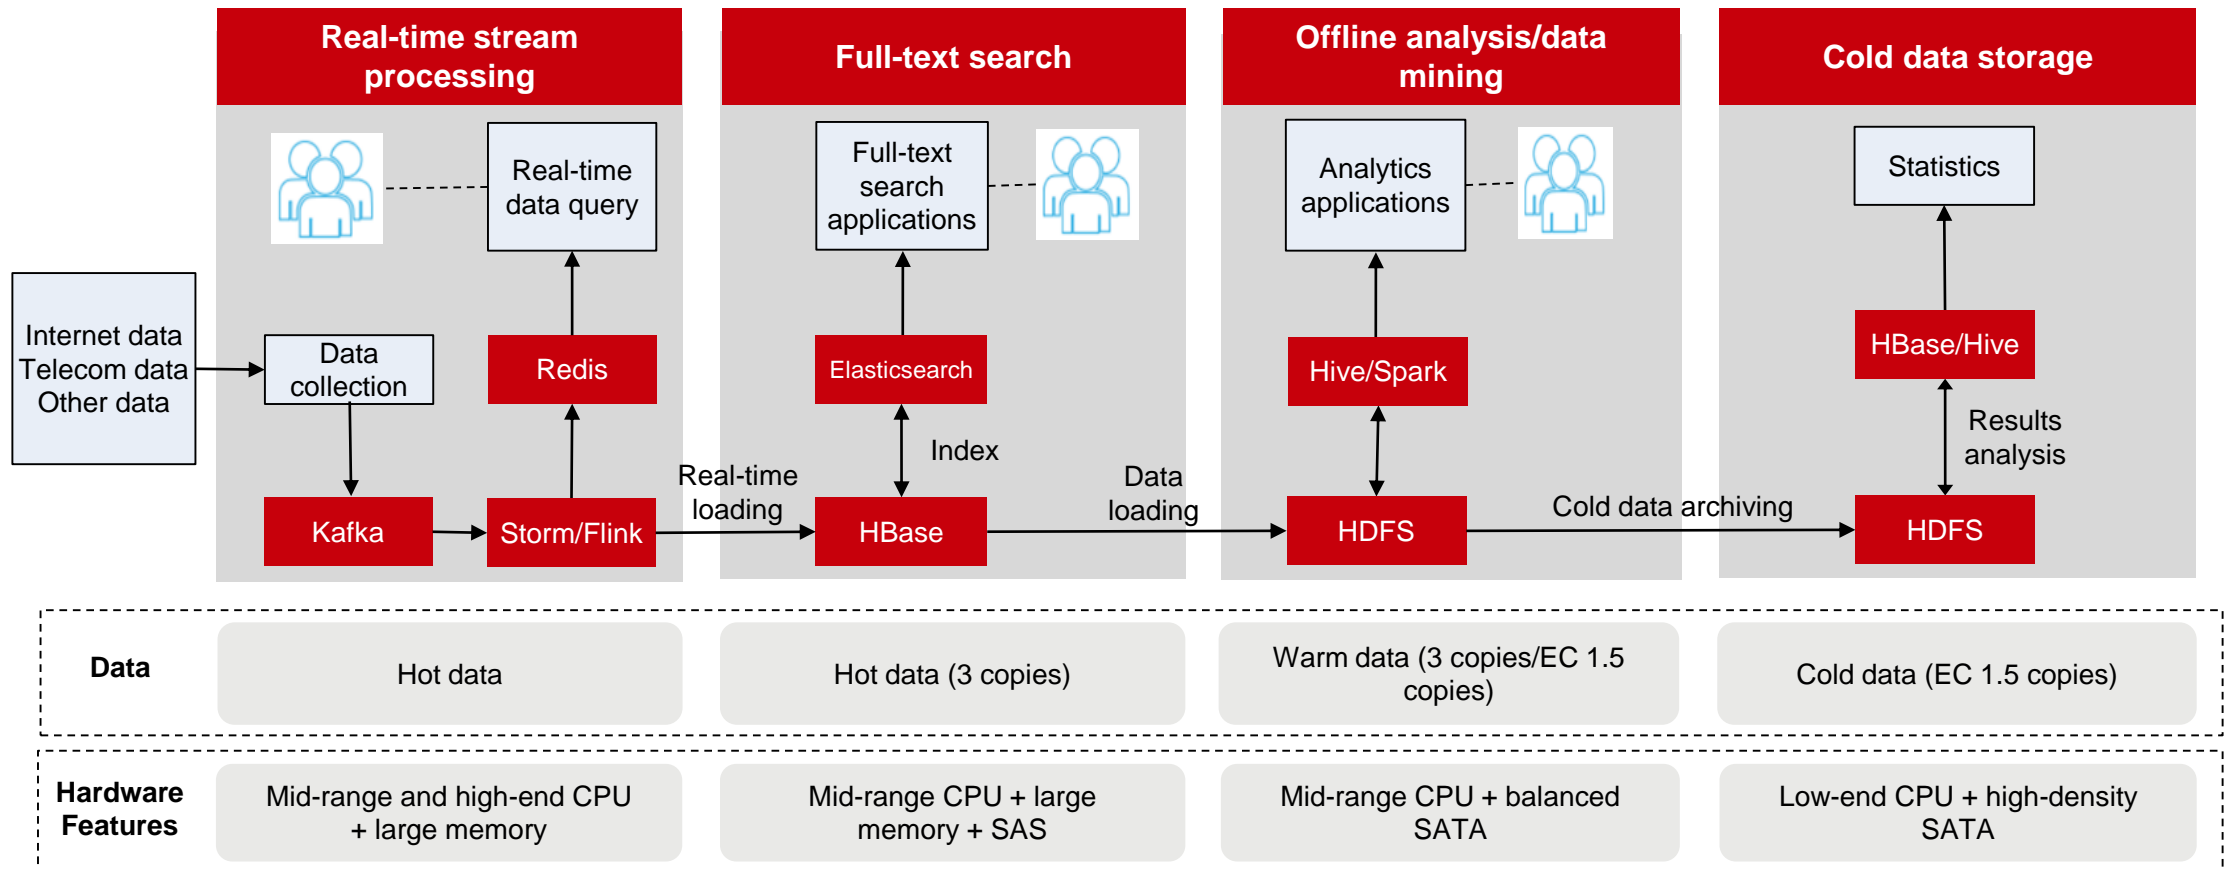 Real-time stream
processing
Full-text search
Offline analysis/data
mining
Cold data storage
Real-time
data query
Full-text
search
applications
Analytics
applications
Statistics
Internet data
Telecom data
Other data
Data
collection
Redis
Elasticsearch
Hive/Spark
HBase/Hive
Index
Results
analysis
Real-time
loading
Data
loading
Cold data archiving
Kafka
Storm/Flink
HBase
HDFS
HDFS
Data
Hot data
Hot data (3 copies)
Warm data (3 copies/EC 1.5
copies)
Cold data (EC 1.5 copies)
Hardware
Features
Mid-range and high-end CPU
+ large memory
Mid-range CPU + large
memory + SAS
Mid-range CPU + balanced
SATA
Low-end CPU + high-density
SATA